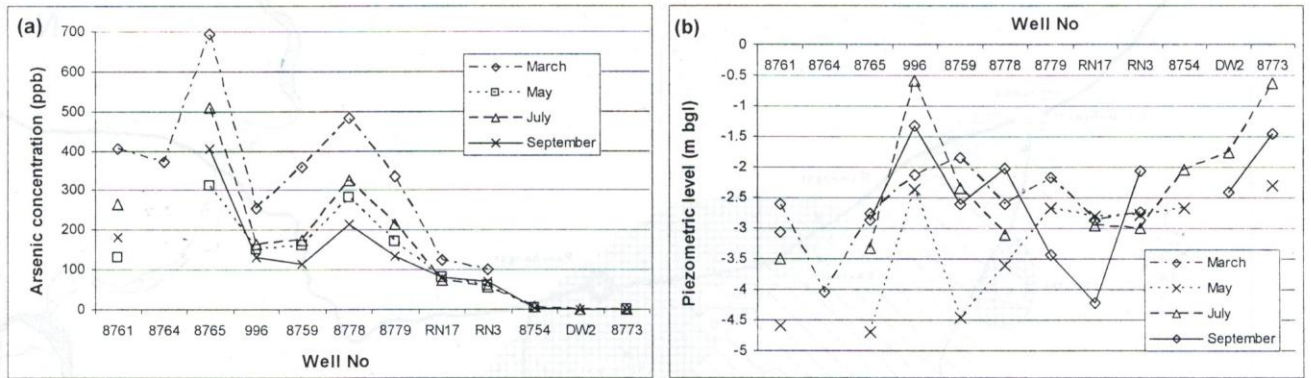 (a)
Arsenic concentration (ppb)
700
600
500
400
300
200
100
0
March
May
July
September
8761 8764 8765 996 8759 8778 8779 RN17 RN3 8754 DW2 8773
Well No
(b)
Well No
Piezometric level (m bgl)
0
-0.5
-1
-1.5
-2
-2.5
-3
-3.5
-4
-4.5
-5
8761 8764 8765 996 8759 8778 8779 RN17 RN3 8754 DW2 8773
March
May
July
September